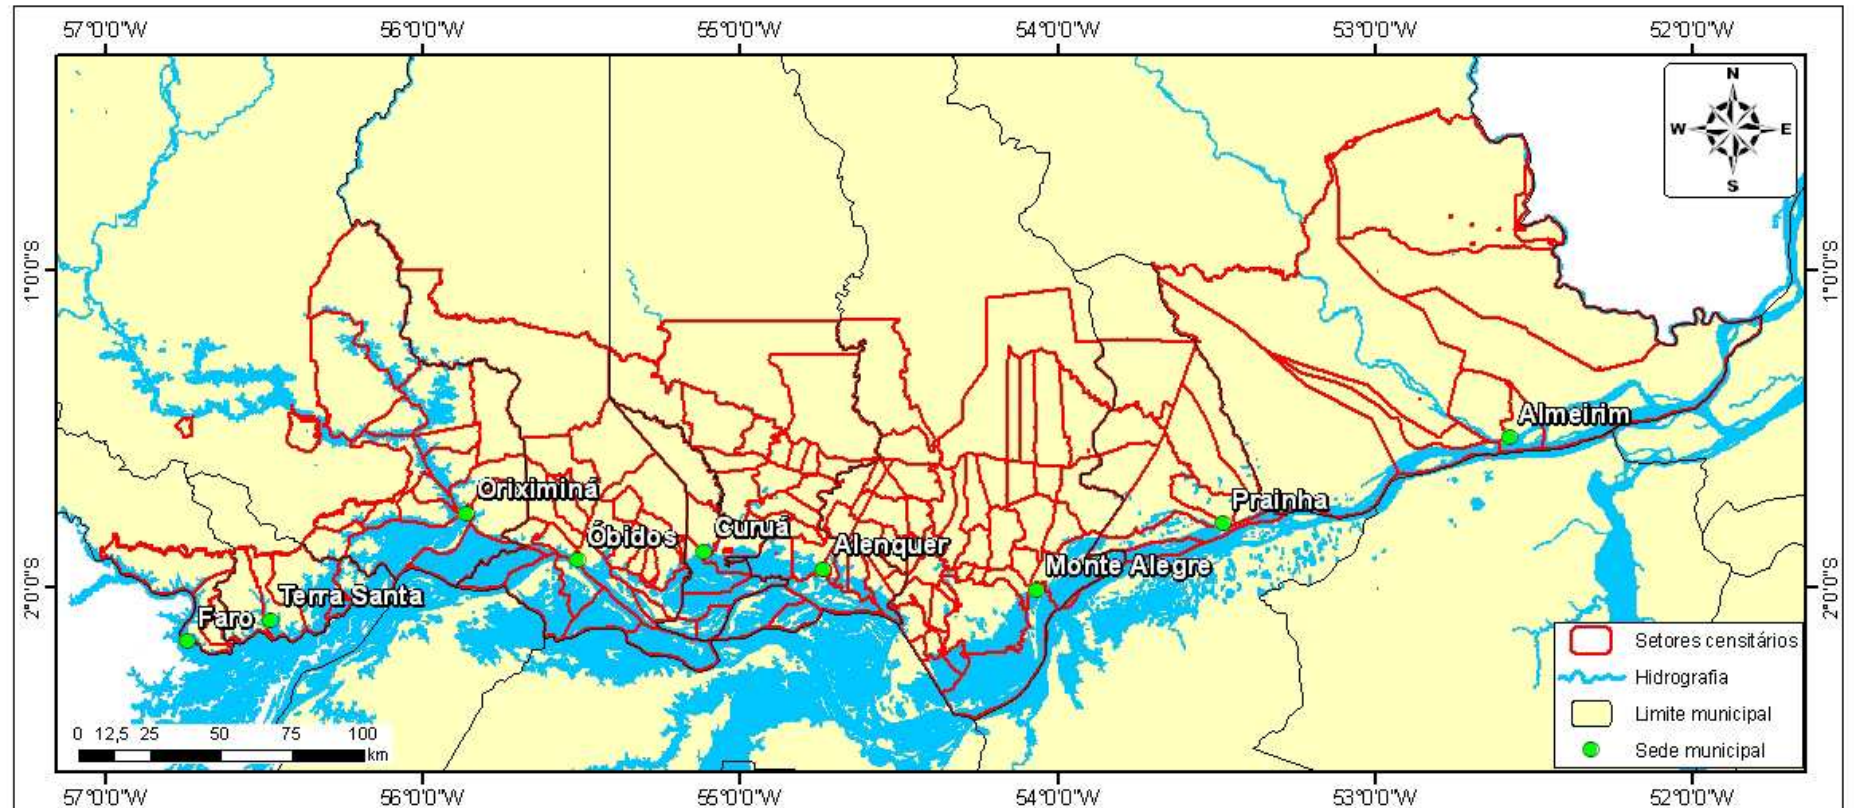 57°0'0"W 56°0'0"W 55°0'0"W 54°0'0"W 53°0'0"W 52°0'0"W
N
W E
S
1°0'0"S 1°0'0"S
Almeirim
Oriximiná
Prainha
Óbidos Curuá
Alenquer
Monte Alegre
2°0'0"S 2°0'0"S
Terra Santa
Faro
Setores censitários
Hidrografia
Limite municipal
Sede municipal
0 12,5 25 50 75 100
km
57°0'0"W 56°0'0"W 55°0'0"W 54°0'0"W 53°0'0"W 52°0'0"W